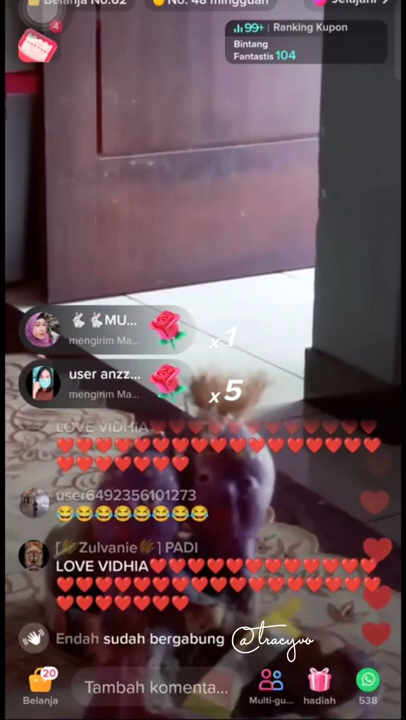 Belanja No.62
No. 48 mingguan
Jelajahi >
4
99+ | Ranking Kupon
Bintang
Fantastis 104
MU...
mengirim Ma...
x1
user anzz...
mengirim Ma...
x5
LOVE VIDHIA❤️❤️❤️❤️❤️❤️❤️❤️❤️❤️❤️❤️
❤️❤️❤️❤️❤️❤️❤️❤️❤️❤️❤️❤️❤️❤️❤️❤️❤️
❤️❤️❤️❤️❤️❤️❤️
user6492356101273
😂😂😂😂😂😂😂😂
[🌾Zulvanie🌾] PADI
LOVE VIDHIA❤️❤️❤️❤️❤️❤️❤️❤️❤️❤️❤️❤️
❤️❤️❤️❤️❤️❤️❤️❤️❤️❤️❤️❤️❤️❤️❤️❤️❤️
❤️❤️❤️❤️❤️❤️❤️
Endah sudah bergabung
@tracyvo
20
Belanja
Tambah komenta...
Multi-gu...
hadiah
538